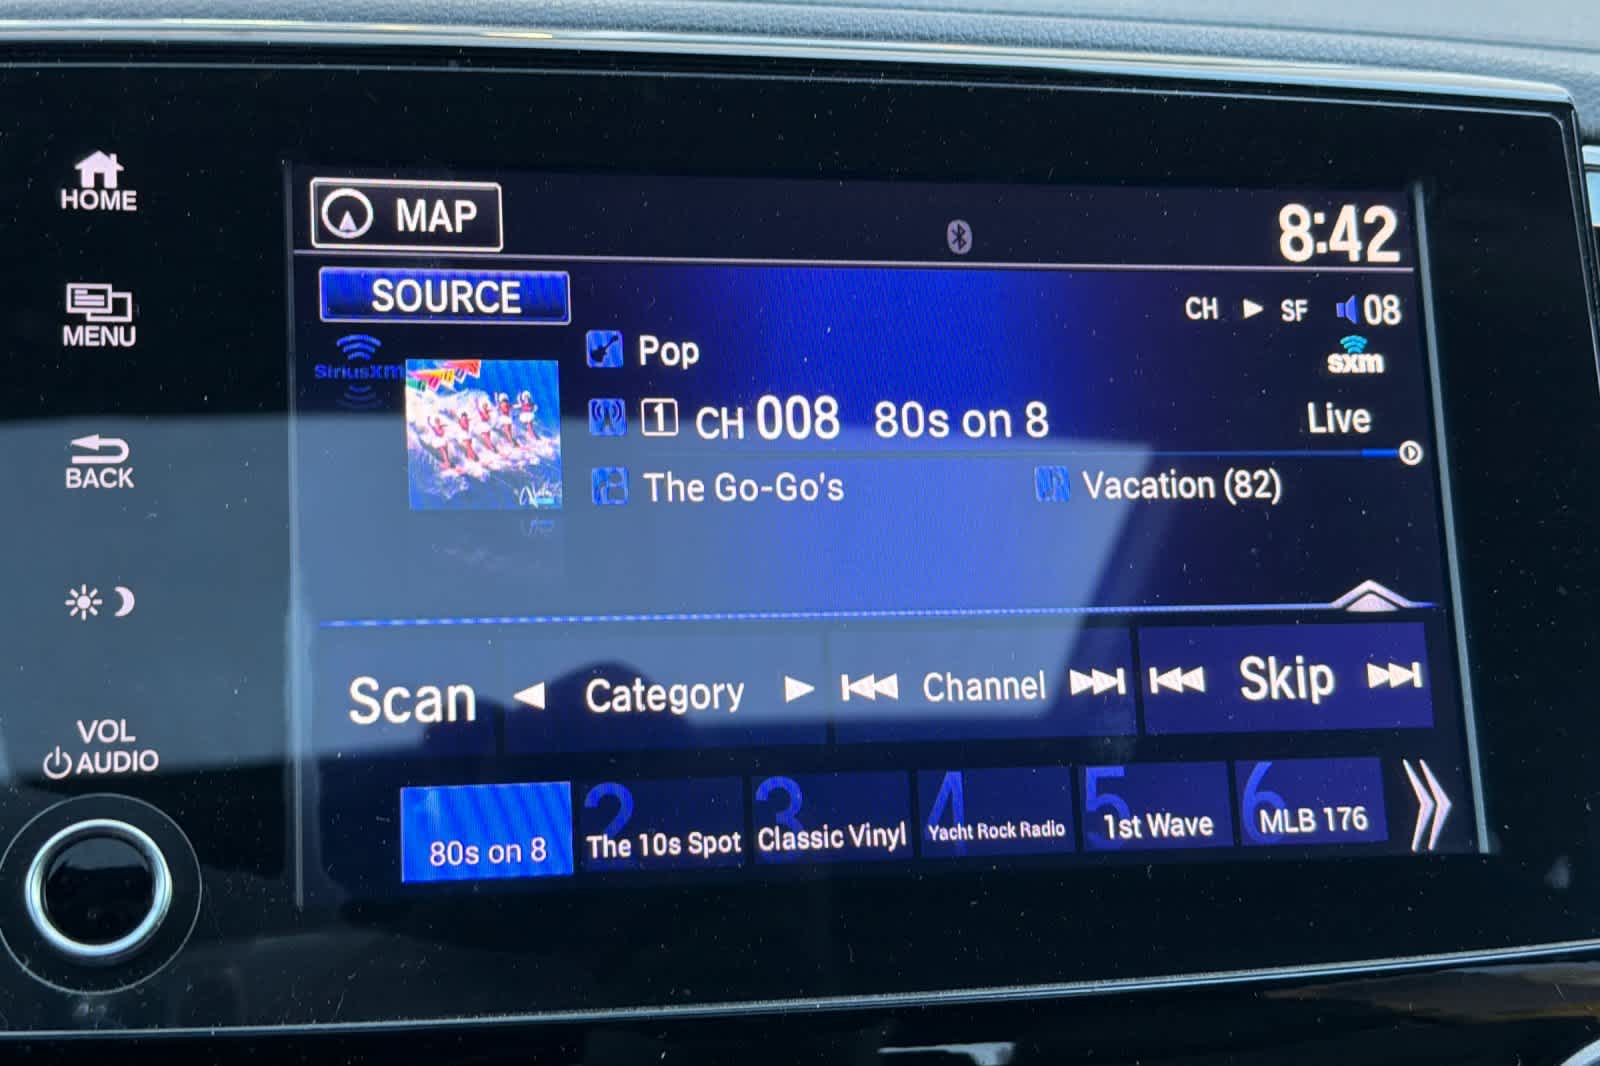 HOME
MENU
BACK
VOL
AUDIO
MAP
8:42
SOURCE
CH ▶ SF 08
SiriusXM
sxm
Pop
1 CH 008 80s on 8
Live
The Go-Go's
Vacation (82)
Scan
Category
Channel
Skip
80s on 8
2 The 10s Spot
3 Classic Vinyl
4 Yacht Rock Radio
5 1st Wave
6 MLB 176